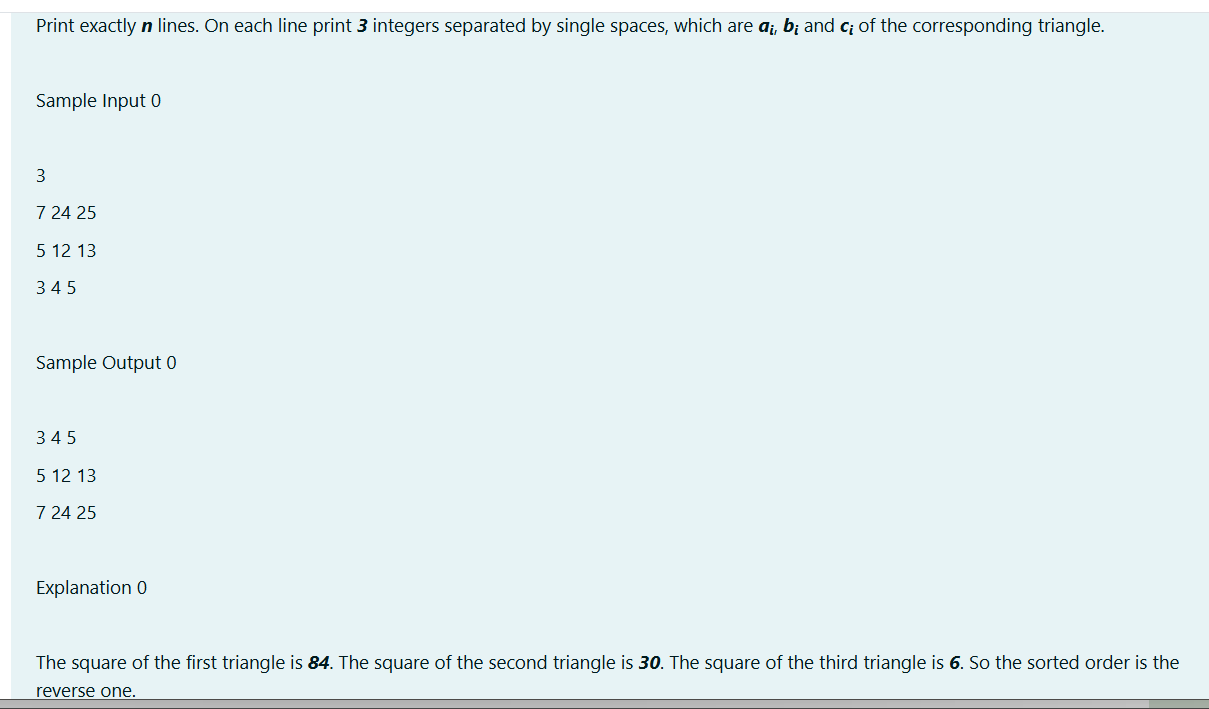 Print exactly n lines. On each line print 3 integers separated by single spaces, which are aᵢ, bᵢ and cᵢ of the corresponding triangle.
Sample Input 0
3
7 24 25
5 12 13
3 4 5
Sample Output 0
3 4 5
5 12 13
7 24 25
Explanation 0
The square of the first triangle is 84. The square of the second triangle is 30. The square of the third triangle is 6. So the sorted order is the
reverse one.